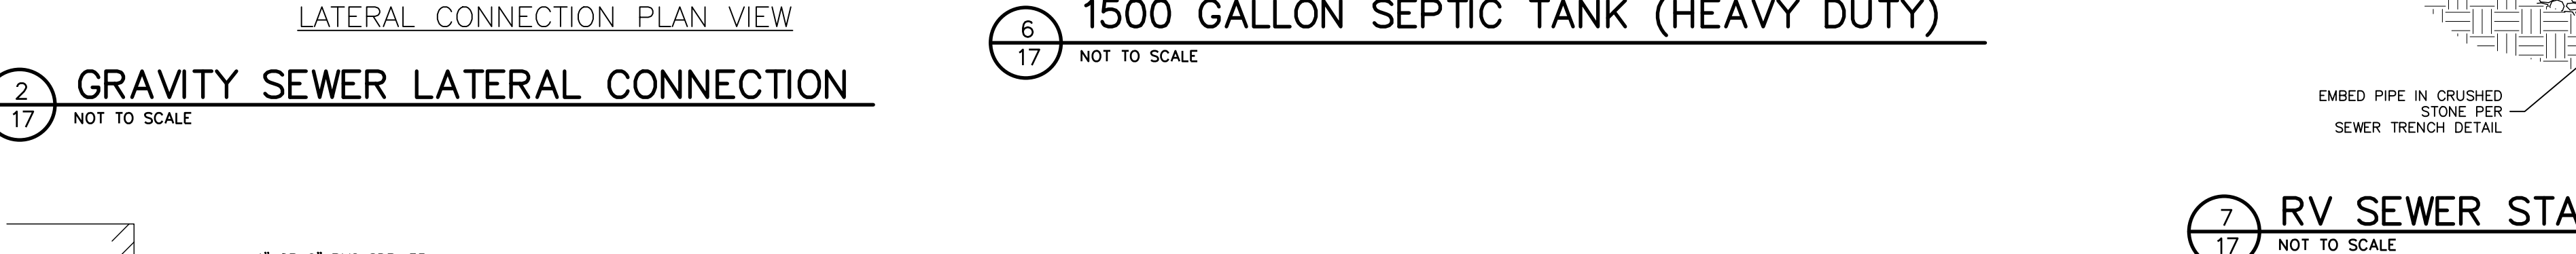 LATERAL CONNECTION PLAN VIEW
2
17
GRAVITY SEWER LATERAL CONNECTION
NOT TO SCALE
6
17
1500 GALLON SEPTIC TANK (HEAVY DUTY)
NOT TO SCALE
EMBED PIPE IN CRUSHED
STONE PER
SEWER TRENCH DETAIL
7
17
RV SEWER
NOT TO SCALE